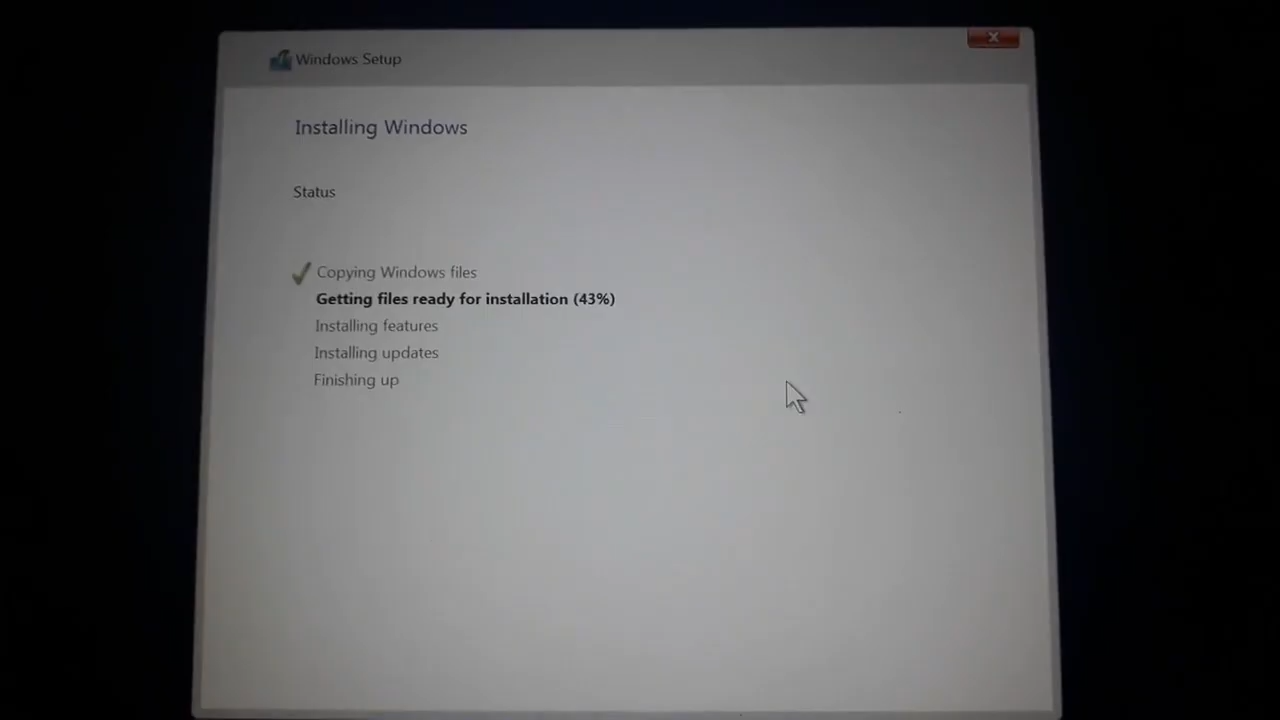 Windows Setup
Installing Windows
Status
Copying Windows files
Getting files ready for installation (43%)
Installing features
Installing updates
Finishing up